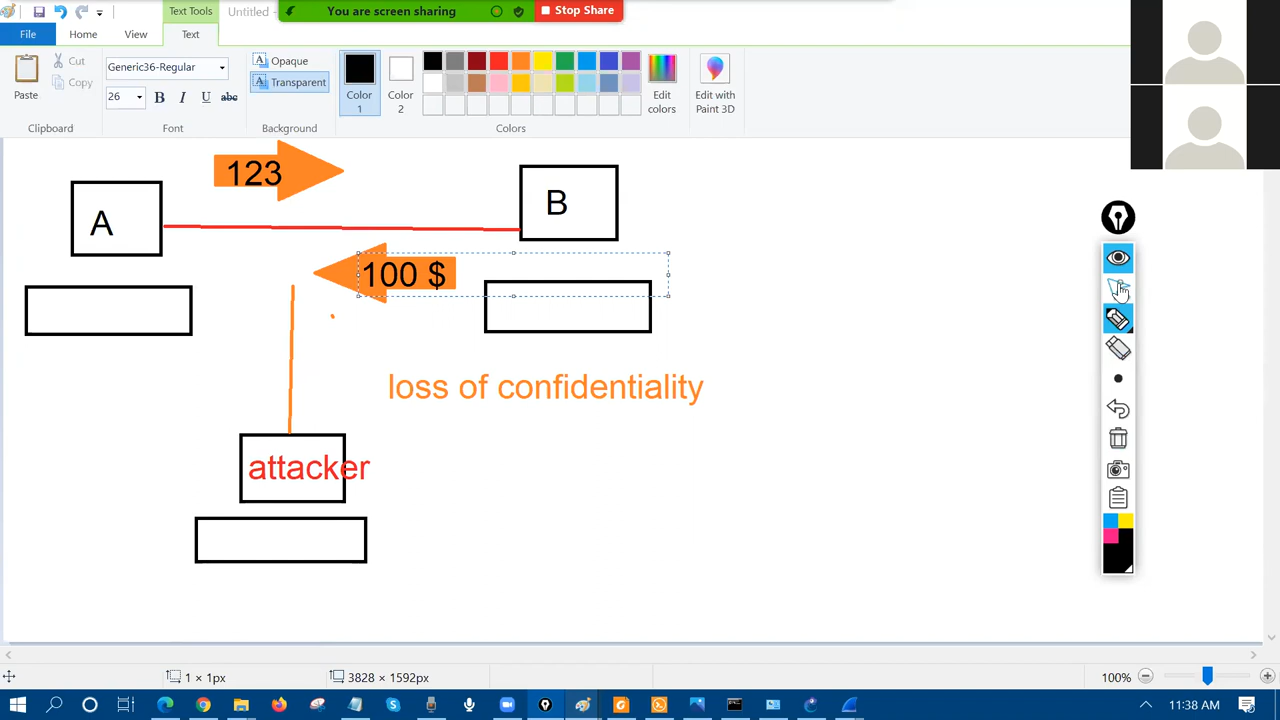 Text Tools
Untitled -
You are screen sharing
Stop Share
File
Home
View
Text
Paste
Cut
Copy
Clipboard
Generic36-Regular
26
B I U abc
Font
Opaque
Transparent
Background
Color 1
Color 2
Edit colors
Edit with Paint 3D
Colors
123
A
B
100 $
loss of confidentiality
attacker
1 × 1px
3828 × 1592px
100%
11:38 AM